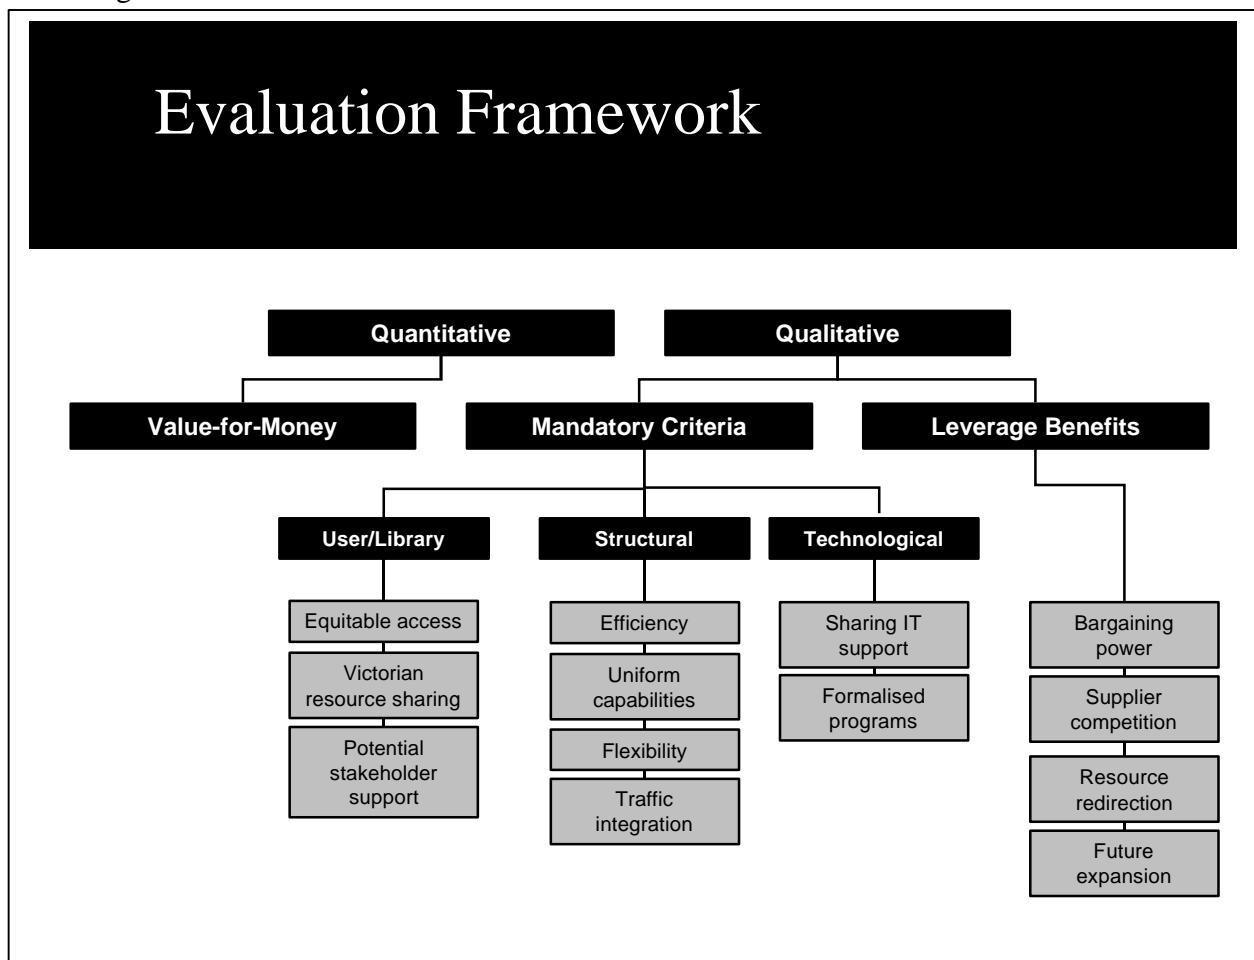 Evaluation Framework
Quantitative
Qualitative
Value-for-Money
Mandatory Criteria
Leverage Benefits
User/Library
Structural
Technological
Equitable access
Victorian
resource sharing
Potential
stakeholder
support
Efficiency
Uniform
capabilities
Flexibility
Traffic
integration
Sharing IT
support
Formalised
programs
Bargaining
power
Supplier
competition
Resource
redirection
Future
expansion